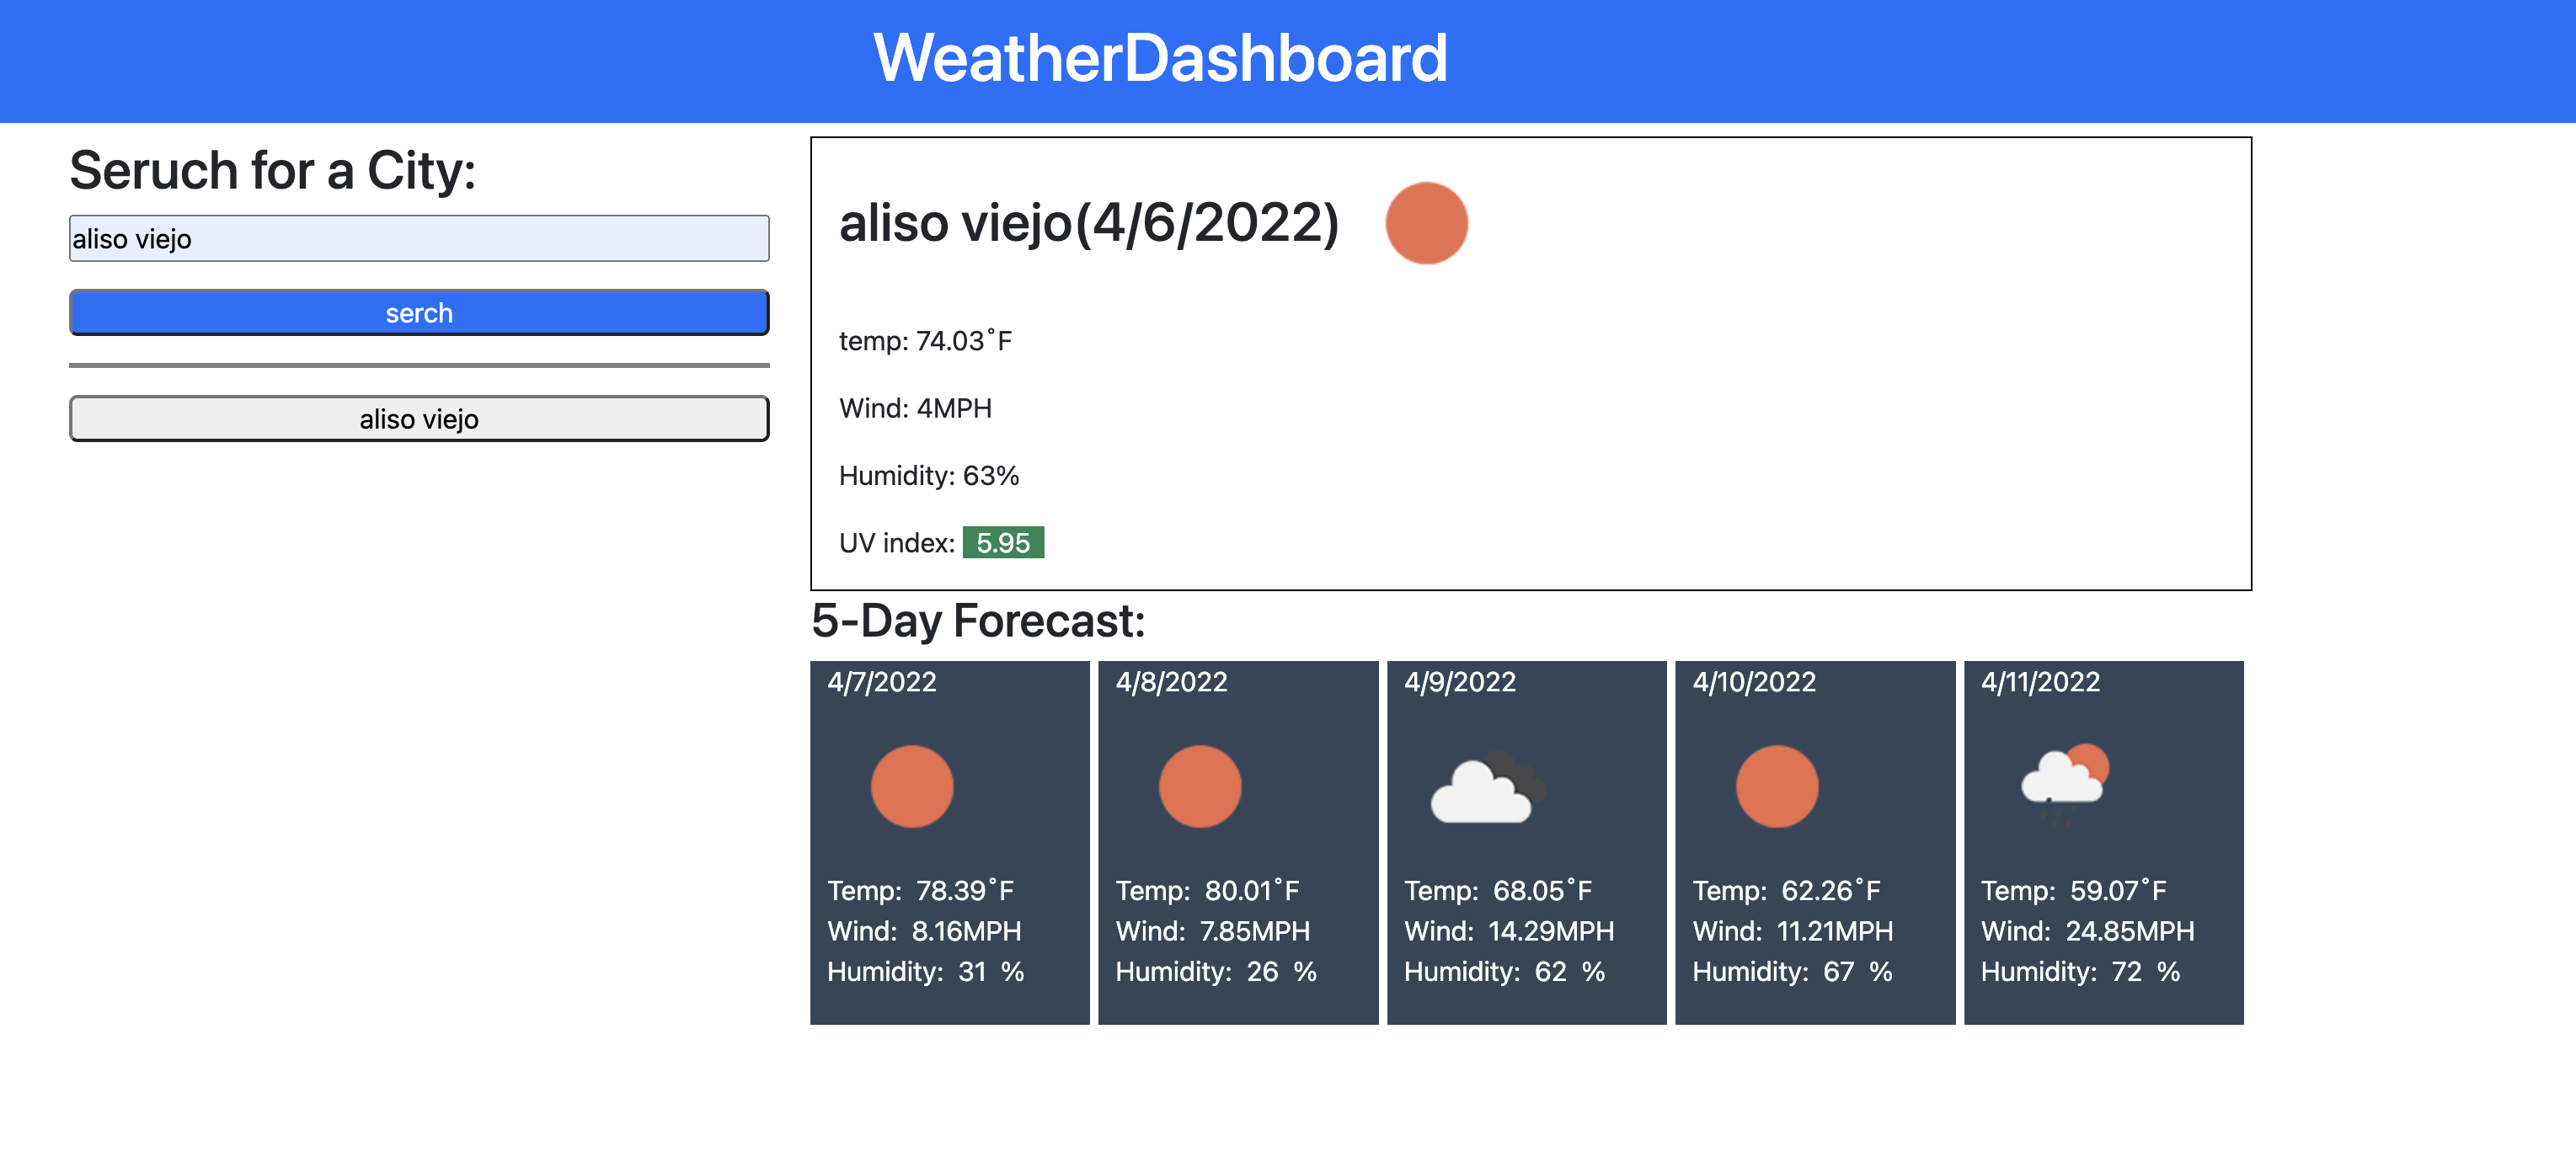 WeatherDashboard
Seruch for a City:
aliso viejo
serch
aliso viejo
aliso viejo(4/6/2022)
temp: 74.03˚F
Wind: 4MPH
Humidity: 63%
UV index: 5.95
5-Day Forecast:
4/7/2022
Temp: 78.39˚F
Wind: 8.16MPH
Humidity: 31 %
4/8/2022
Temp: 80.01˚F
Wind: 7.85MPH
Humidity: 26 %
4/9/2022
Temp: 68.05˚F
Wind: 14.29MPH
Humidity: 62 %
4/10/2022
Temp: 62.26˚F
Wind: 11.21MPH
Humidity: 67 %
4/11/2022
Temp: 59.07˚F
Wind: 24.85MPH
Humidity: 72 %